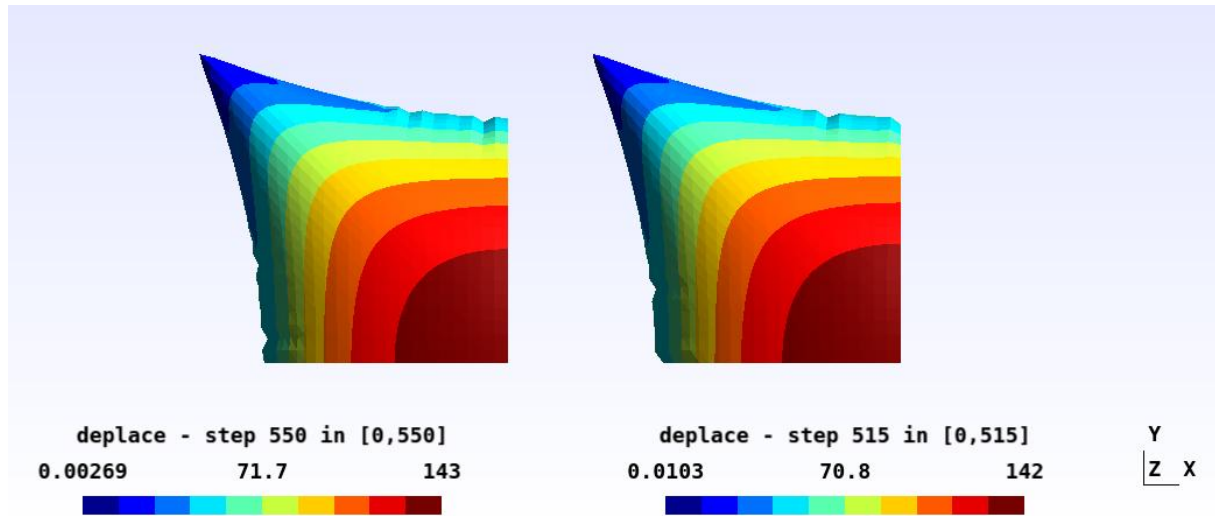 deplace - step 550 in [0,550]
0.00269 71.7 143
deplace - step 515 in [0,515]
0.0103 70.8 142
Y
Z X